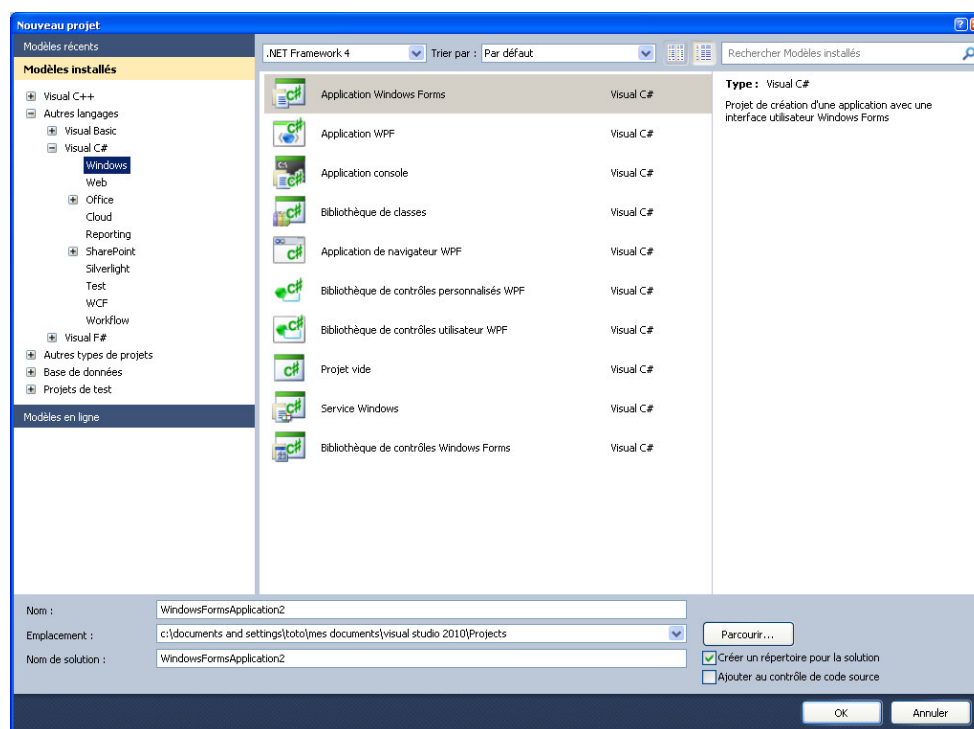 Nouveau projet
Modèles récents
.NET Framework 4
Trier par : Par défaut
Rechercher Modèles installés
Modèles installés
Visual C++
Autres langages
Visual Basic
Visual C#
Windows
Web
Office
Cloud
Reporting
SharePoint
Silverlight
Test
WCF
Workflow
Visual F#
Autres types de projets
Base de données
Projets de test
Modèles en ligne
Application Windows Forms Visual C#
Application WPF Visual C#
Application console Visual C#
Bibliothèque de classes Visual C#
Application de navigateur WPF Visual C#
Bibliothèque de contrôles personnalisés WPF Visual C#
Bibliothèque de contrôles utilisateur WPF Visual C#
Projet vide Visual C#
Service Windows Visual C#
Bibliothèque de contrôles Windows Forms Visual C#
Type : Visual C#
Projet de création d'une application avec une
interface utilisateur Windows Forms
Nom : WindowsFormsApplication2
Emplacement : c:\documents and settings\toto\mes documents\visual studio 2010\Projects
Parcourir...
Nom de solution : WindowsFormsApplication2
Créer un répertoire pour la solution
Ajouter au contrôle de code source
OK Annuler